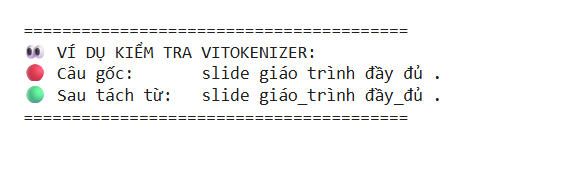 ========================================
👀 VÍ DỤ KIỂM TRA VITOKENIZER:
🔴 Câu gốc:       slide giáo trình đầy đủ .
🟢 Sau tách từ:   slide giáo_trình đầy_đủ .
========================================